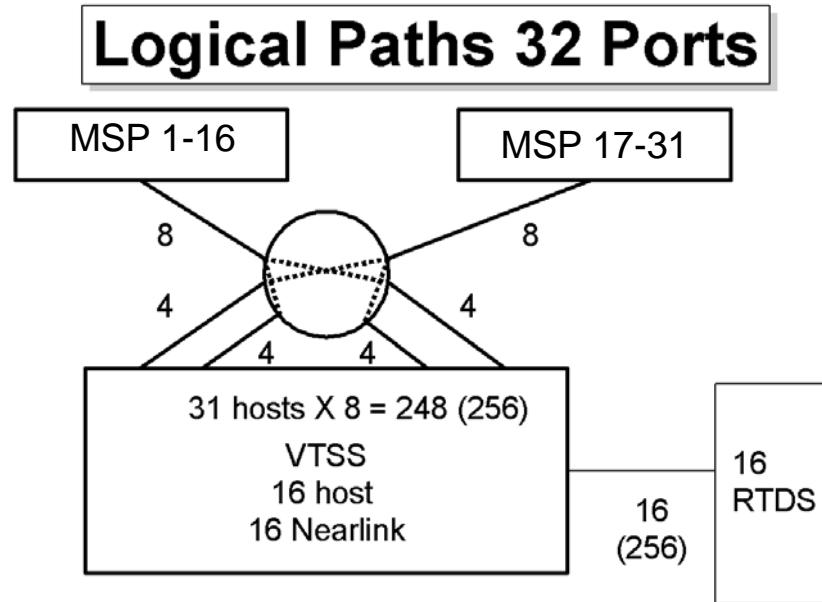 Logical Paths 32 Ports
MSP 1-16
MSP 17-31
8
8
4
4
4
4
31 hosts X 8 = 248 (256)
VTSS
16 host
16 Nearlink
16
(256)
16
RTDS